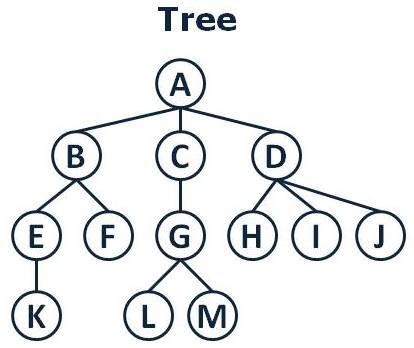 Tree
A
B C D
E F G H I J
K L M